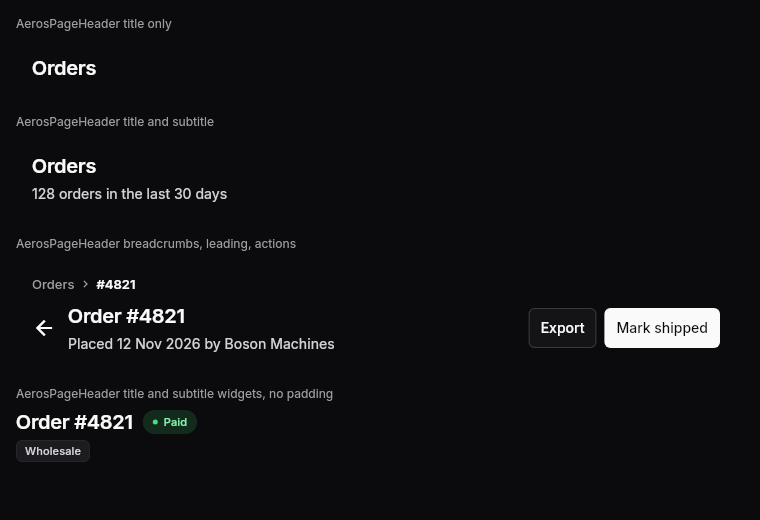 AerosPageHeader title only
Orders
AerosPageHeader title and subtitle
Orders
128 orders in the last 30 days
AerosPageHeader breadcrumbs, leading, actions
Orders > #4821
Order #4821
Placed 12 Nov 2026 by Boson Machines
Export
Mark shipped
AerosPageHeader title and subtitle widgets, no padding
Order #4821
Paid
Wholesale